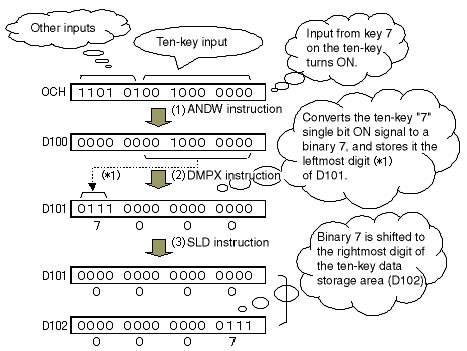 Other inputs
Ten-key input
Input from key 7
on the ten-key
turns ON.
0CH 1101 0100 1000 0000
(1) ANDW instruction
Converts the ten-key "7"
single bit ON signal to a
binary 7, and stores it the
leftmost digit (*1)
of D101.
D100 0000 0000 1000 0000
(*1)
(2) DMPX instruction
D101 0111 0000 0000 0000
7 0 0 0
(3) SLD instruction
Binary 7 is shifted to
the rightmost digit of
the ten-key data
storage area (D102)
D101 0000 0000 0000 0000
0 0 0 0
D102 0000 0000 0000 0111
0 0 0 7